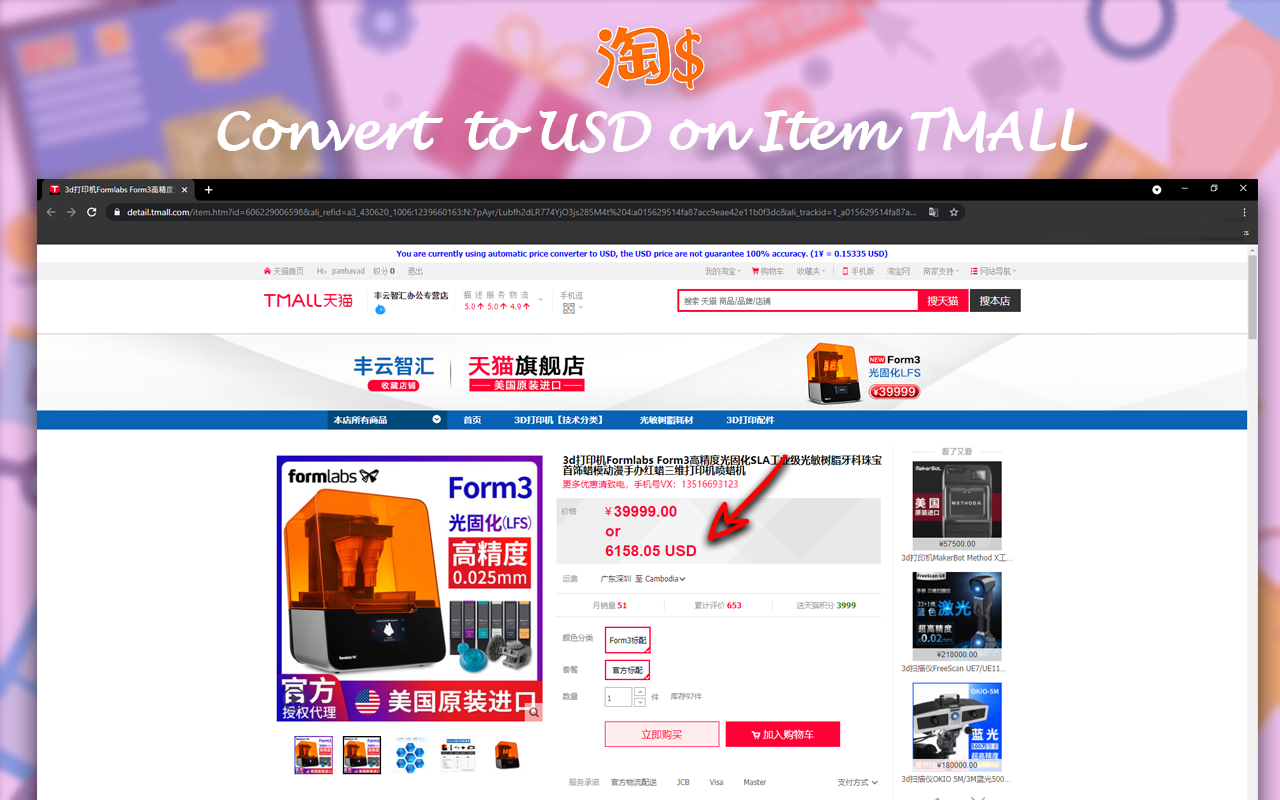 淘$
Convert to USD on Item TMALL
3d打印机Formlabs Form3高精度
detail.tmall.com/item.htm?id=606229006598&ali_refid=a3_430620_1006:1239660163:N:7pAyr/Lubfh2dLR774YjO3js285M4t%204:a015629514fa87acc9eae42e11b0f3dc&ali_trackid=1_a015629514fa87a...
You are currently using automatic price converter to USD, the USD price are not guarantee 100% accuracy. (1¥ = 0.15335 USD)
天猫首页 Hi, panhavad 积分 0 退出 我的淘宝 购物车 收藏夹 手机版 淘宝网 商家支持 网站导航
TMALL天猫 丰云智汇办公专营店 描述 服务 物流 手机逛
5.0 5.0 4.9
搜索 天猫 商品/品牌/店铺 搜天猫 搜本店
丰云智汇 天猫旗舰店
收藏店铺 美国原装进口
NEW Form3
光固化LFS
¥39999
本店所有商品 首页 3D打印机【技术分类】 光敏树脂耗材 3D打印配件
formlabs
Form3
光固化(LFS)
高精度
0.025mm
formlabs
官方
授权代理
美国原装进口
3d打印机Formlabs Form3高精度光固化SLA工业级光敏树脂牙科珠宝
首饰蜡模动漫手办红蜡三维打印机喷蜡机
更多优惠请致电，手机号VX：13516693123
价格 ¥ 39999.00
or
6158.05 USD
运费 广东深圳 至 Cambodia
月销量 51 累计评价 653 送天猫积分 3999
颜色分类 Form3标配
套餐 官方标配
数量 1 件 库存97件
立即购买 加入购物车
服务承诺 官方物流配送 JCB Visa Master 支付方式
看了又看
MakerBot
美国
原装进口
METHODX
¥57500.00
3d打印机MakerBot Method X工...
FreeScan UE
手持 三维扫描仪
22+1线
蓝色
激光
超高精度
≤0.02mm
¥218000.00
3d扫描仪FreeScan UE7/UE11...
OKIO-5M
蓝光
¥180000.00
3d扫描仪OKIO 5M/3M蓝光500...